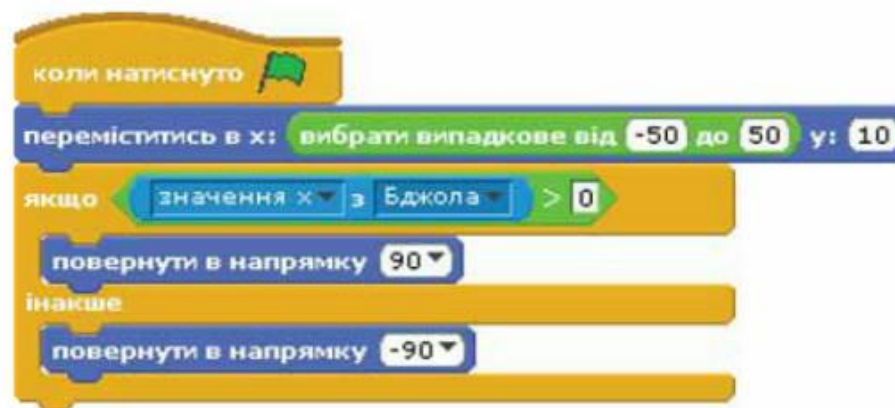 коли натиснуто
перемiститись в x: вибрати випадкове від -50 до 50 y: 10
якщо значення x з Бджола > 0
повернути в напрямку 90
інакше
повернути в напрямку -90